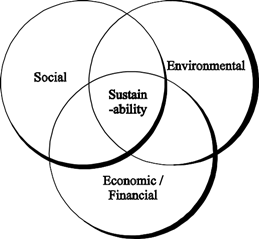 Social
Environmental
Sustain
-ability
Economic /
Financial